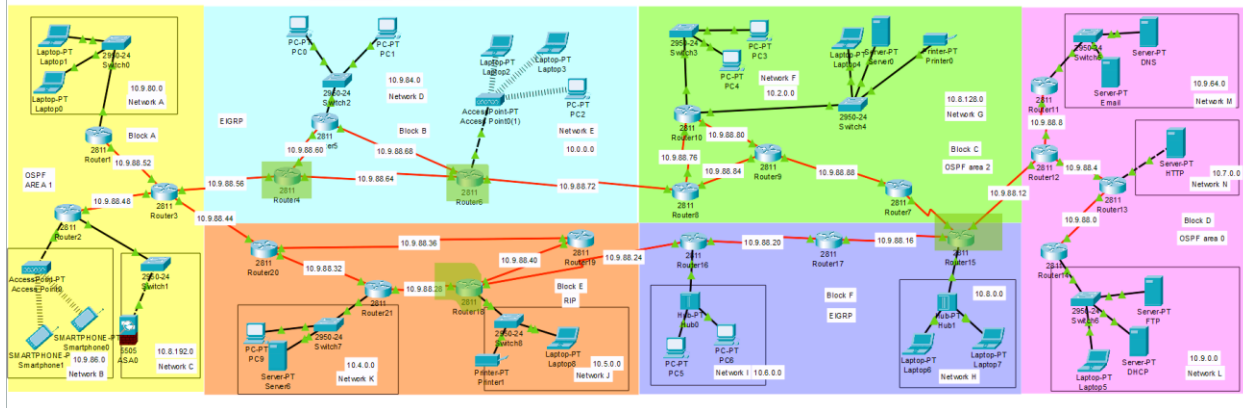 Laptop-PT
Laptop1
2950-24
Switch0
Laptop-PT
Laptop0
10.9.80.0
Network A
2811
Router1
Block A
10.9.88.52
OSPF
AREA 1
2811
Router3
10.9.88.48
2811
Router2
AccessPoint-PT
2950-24
Switch1
SMARTPHONE-PT
Smartphone0
Smartphone1
10.9.86.0
Network B
5505
ASA0
10.8.192.0
Network C
PC-PT
PC0
PC-PT
PC1
2950-24
Switch2
10.9.84.0
Network D
EIGRP
2811
Block B
10.9.88.60
10.9.88.68
10.9.88.56
2811
Router4
10.9.88.64
2811
Router6
10.9.88.72
Laptop-PT
Laptop2
Laptop-PT
Laptop3
AccessPoint-PT
Access Point0(1)
PC-PT
PC2
Network E
10.0.0.0
2950-24
Switch3
PC-PT
PC3
PC-PT
PC4
Network F
10.2.0.0
Laptop-PT
Laptop4
Server-PT
Server0
Printer-PT
Printer0
2950-24
Switch4
10.8.128.0
Network G
2811
Router10
10.9.88.80
10.9.88.76
10.9.88.84
2811
Router9
10.9.88.88
2811
Router8
2811
Router7
Block C
OSPF area 2
10.9.88.12
Server-PT
DNS
Server-PT
Email
10.9.64.0
Network M
2811
Router11
10.9.88.8
2811
Router12
10.9.88.4
Server-PT
HTTP
10.7.0.0
Network N
2811
Router13
10.9.88.0
Block D
OSPF area 0
Router14
2950-24
Switch6
Server-PT
FTP
Server-PT
DHCP
Laptop-PT
Laptop5
10.9.0.0
Network L
10.9.88.44
2811
Router20
10.9.88.36
2811
Router19
10.9.88.40
10.9.88.24
10.9.88.32
2811
Router21
10.9.88.28
2811
Router18
Block E
RIP
2950-24
Switch7
PC-PT
PC9
Server-PT
Server6
10.4.0.0
Network K
2950-24
Switch8
Laptop-PT
Laptop8
Printer-PT
Printer1
10.5.0.0
Network J
2811
Router16
10.9.88.20
2811
Router17
10.9.88.16
2811
Router15
Hub-PT
Hub0
PC-PT
PC5
PC-PT
PC6
Network I
10.6.0.0
Block F
EIGRP
10.8.0.0
Hub-PT
Hub1
Laptop-PT
Laptop6
Laptop-PT
Laptop7
Network H